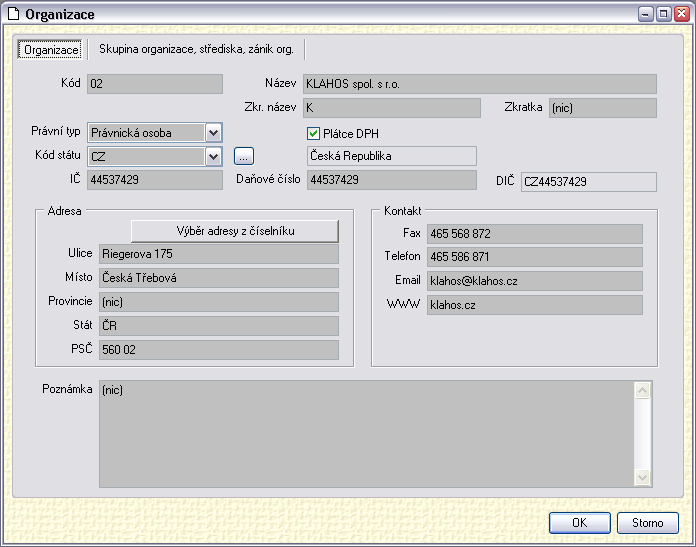 Organizace
Organizace Skupina organizace, střediska, zánik org.
Kód 02 Název KLAHOS spol. s r.o.
Zkr. název K Zkratka (nic)
Právní typ Právnická osoba Plátce DPH
Kód státu CZ ... Česká Republika
IČ 44537429 Daňové číslo 44537429 DIČ CZ44537429
Adresa
Výběr adresy z číselníku
Ulice Riegerova 175
Místo Česká Třebová
Provincie (nic)
Stát ČR
PSČ 560 02
Kontakt
Fax 465 568 872
Telefon 465 586 871
Email klahos@klahos.cz
WWW klahos.cz
Poznámka (nic)
OK Storno